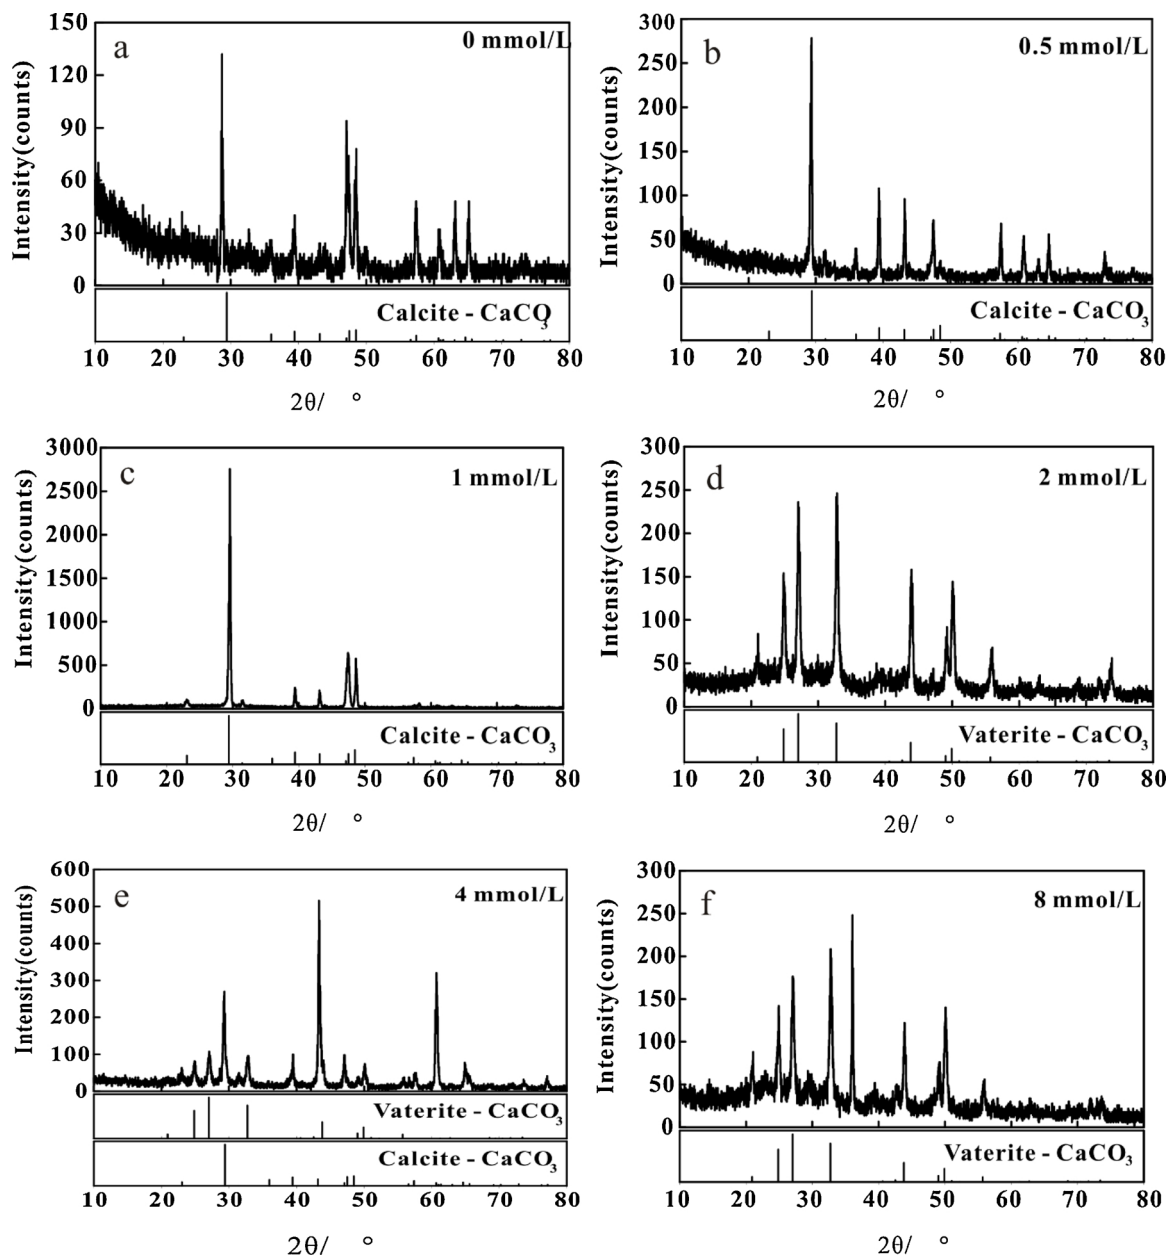 a
0 mmol/L
Intensity(counts)
150
120
90
60
30
0
Calcite - CaCO3
10 20 30 40 50 60 70 80
2θ/ °
b
0.5 mmol/L
Intensity(counts)
300
250
200
150
100
50
0
Calcite - CaCO3
10 20 30 40 50 60 70 80
2θ/ °
c
1 mmol/L
Intensity(counts)
3000
2500
2000
1500
1000
500
0
Calcite - CaCO3
10 20 30 40 50 60 70 80
2θ/ °
d
2 mmol/L
Intensity(counts)
300
250
200
150
100
50
0
Vaterite - CaCO3
10 20 30 40 50 60 70 80
2θ/ °
e
4 mmol/L
Intensity(counts)
600
500
400
300
200
100
0
Vaterite - CaCO3
Calcite - CaCO3
10 20 30 40 50 60 70 80
2θ/ °
f
8 mmol/L
Intensity(counts)
300
250
200
150
100
50
0
Vaterite - CaCO3
10 20 30 40 50 60 70 80
2θ/ °